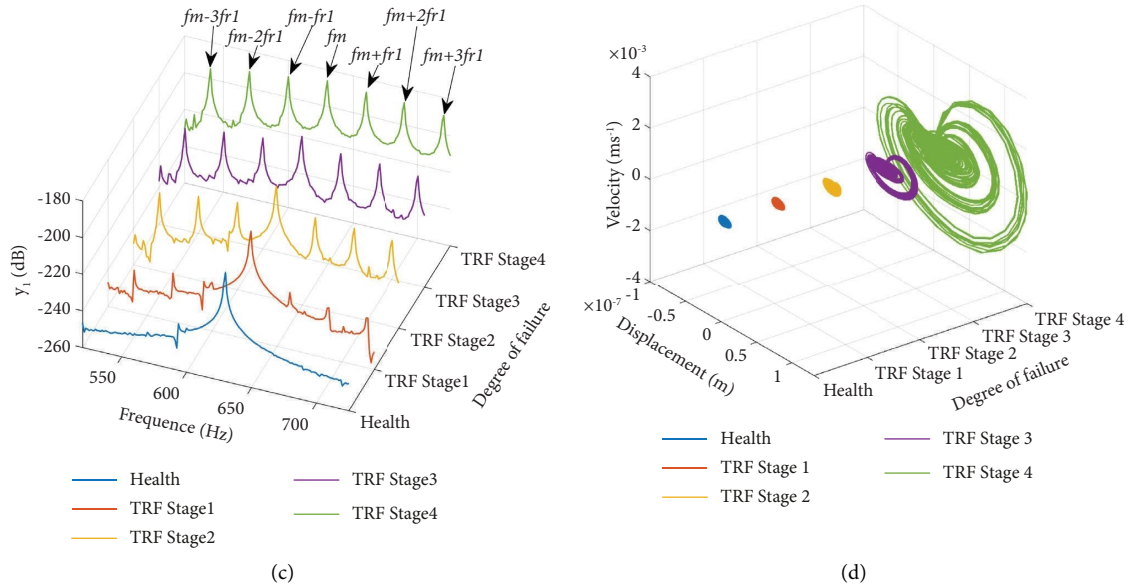 fm-3fr1
fm-2fr1
fm-fr1
fm
fm+fr1
fm+2fr1
fm+3fr1
-180
-200
-220
-240
-260
y1 (dB)
550
600
650
700
Frequence (Hz)
Health
TRF Stage1
TRF Stage2
TRF Stage3
TRF Stage4
Degree of failure
Health
TRF Stage1
TRF Stage2
TRF Stage3
TRF Stage4
(c)
×10-3
4
2
0
-2
-4
Velocity (ms-1)
×10-7
-1
-0.5
0
0.5
1
Displacement (m)
Health
TRF Stage 1
TRF Stage 2
TRF Stage 3
TRF Stage 4
Degree of failure
Health
TRF Stage 1
TRF Stage 2
TRF Stage 3
TRF Stage 4
(d)